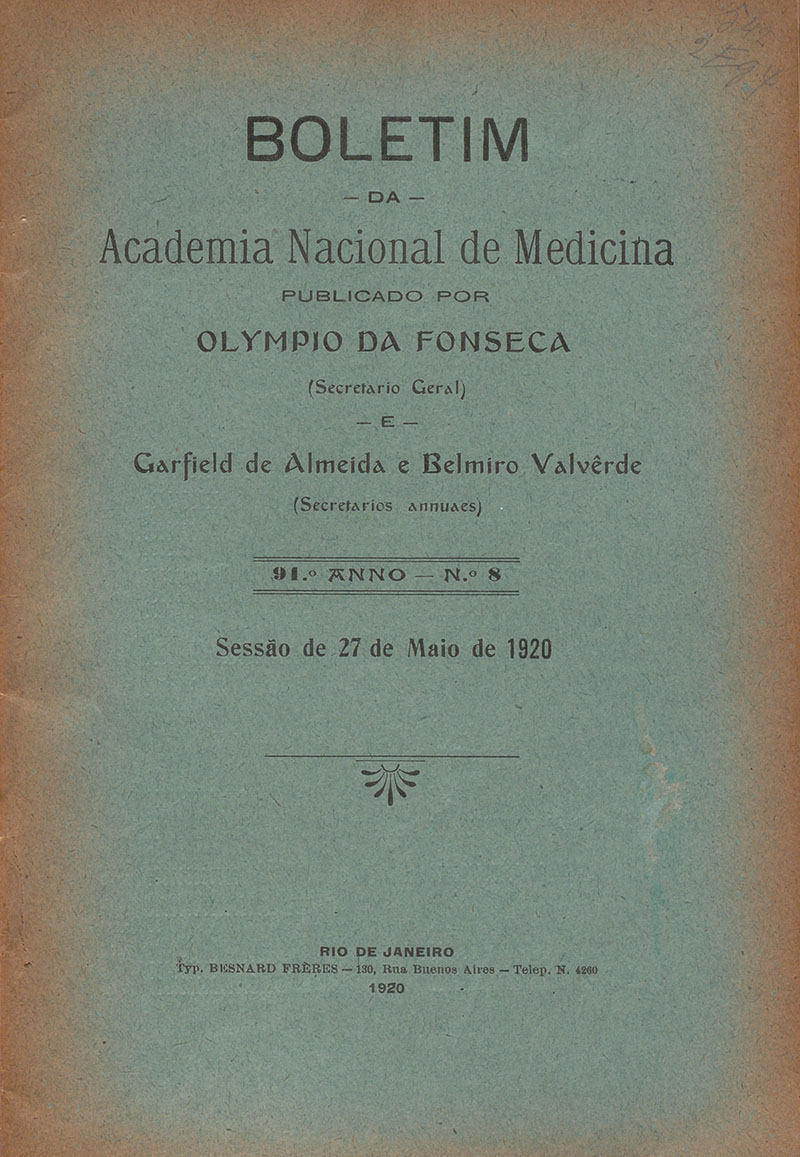 BOLETIM
— DA —
Academia Nacional de Medicina
PUBLICADO POR
OLYMPIO DA FONSECA
(Secretario Geral)
— E —
Garfield de Almeida e Belmiro Valvêrde
(Secretarios annuaes)
91.º ANNO — N.º 8
Sessão de 27 de Maio de 1920
RIO DE JANEIRO
Typ. BESNARD FRÈRES — 130, Rua Buenos Aires — Telep. N. 4260
1920